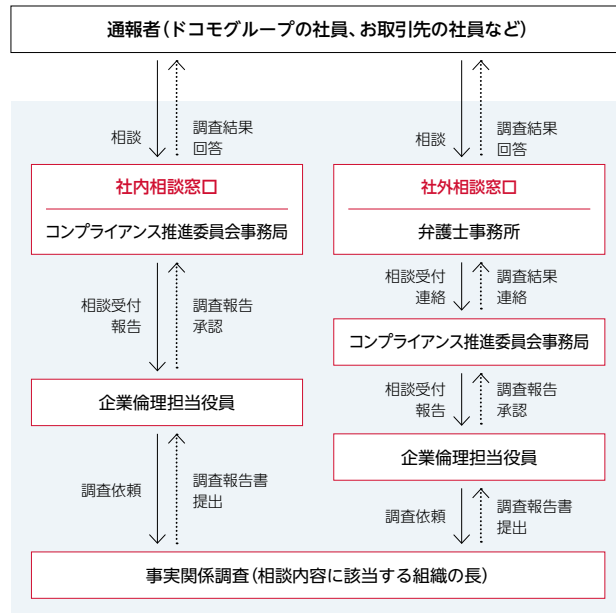 通報者（ドコモグループの社員、お取引先の社員など）
相談
調査結果
回答
相談
調査結果
回答
社内相談窓口
コンプライアンス推進委員会事務局
社外相談窓口
弁護士事務所
相談受付
報告
調査報告
承認
相談受付
連絡
調査結果
連絡
コンプライアンス推進委員会事務局
企業倫理担当役員
相談受付
報告
調査報告
承認
企業倫理担当役員
調査依頼
調査報告書
提出
調査依頼
調査報告書
提出
事実関係調査（相談内容に該当する組織の長）